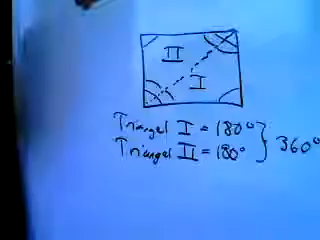 II
I
Triangel I = 180°
Triangel II = 180°
360°